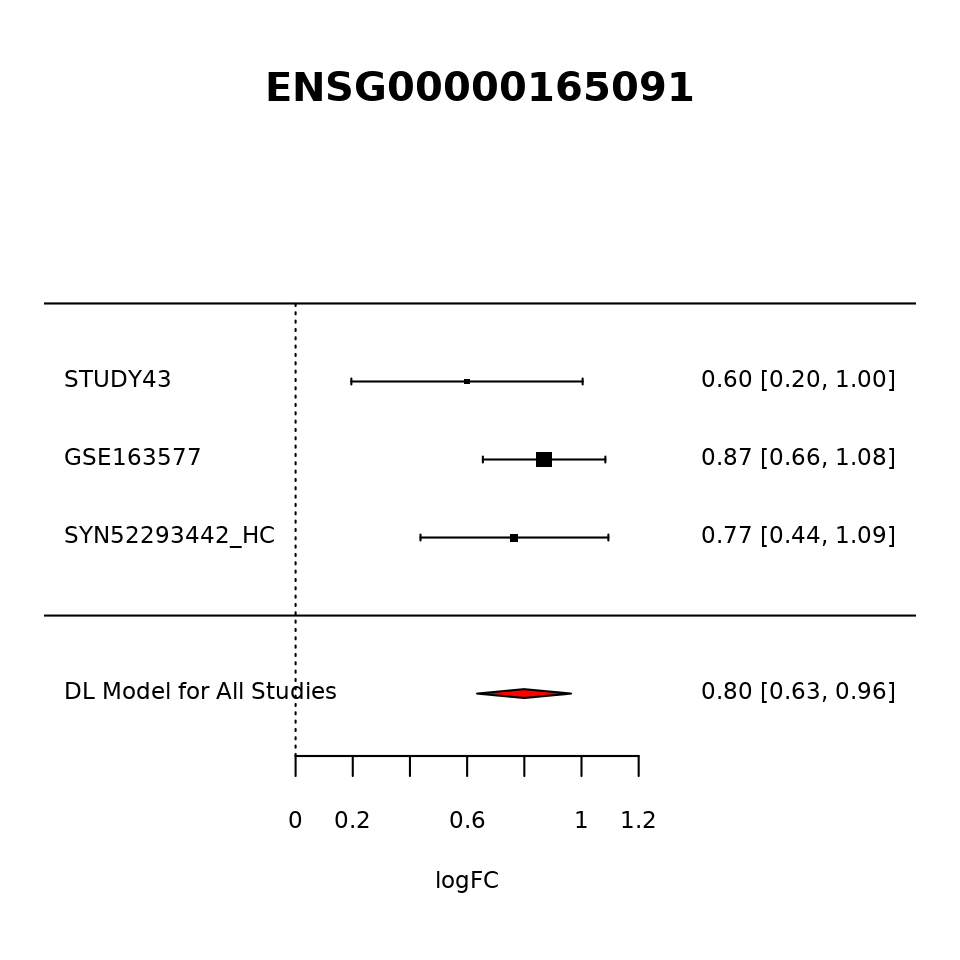 ENSG00000165091
STUDY43 0.60 [0.20, 1.00]
GSE163577 0.87 [0.66, 1.08]
SYN52293442_HC 0.77 [0.44, 1.09]
DL Model for All Studies 0.80 [0.63, 0.96]
0 0.2 0.6 1 1.2
logFC